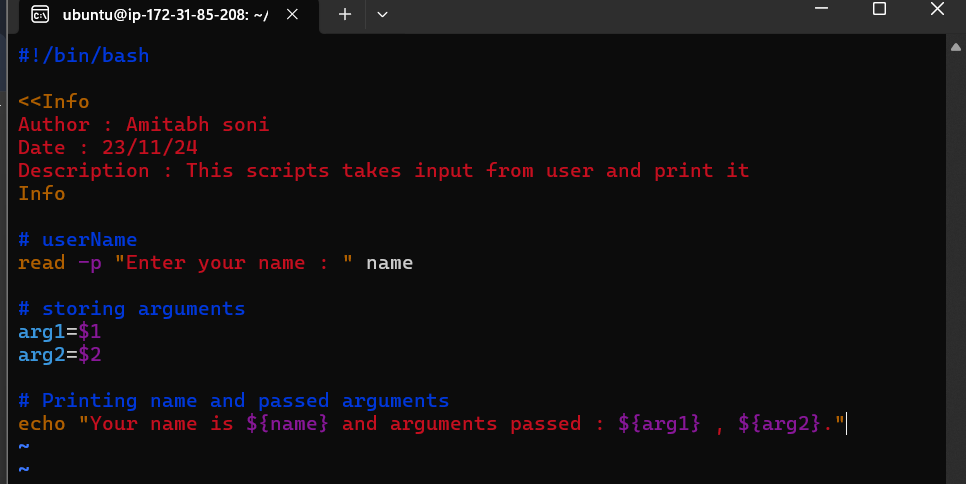 ubuntu@ip-172-31-85-208: ~/
#!/bin/bash
<<Info
Author : Amitabh soni
Date : 23/11/24
Description : This scripts takes input from user and print it
Info
# userName
read -p "Enter your name : " name
# storing arguments
arg1=$1
arg2=$2
# Printing name and passed arguments
echo "Your name is ${name} and arguments passed : ${arg1} , ${arg2}."
~
~